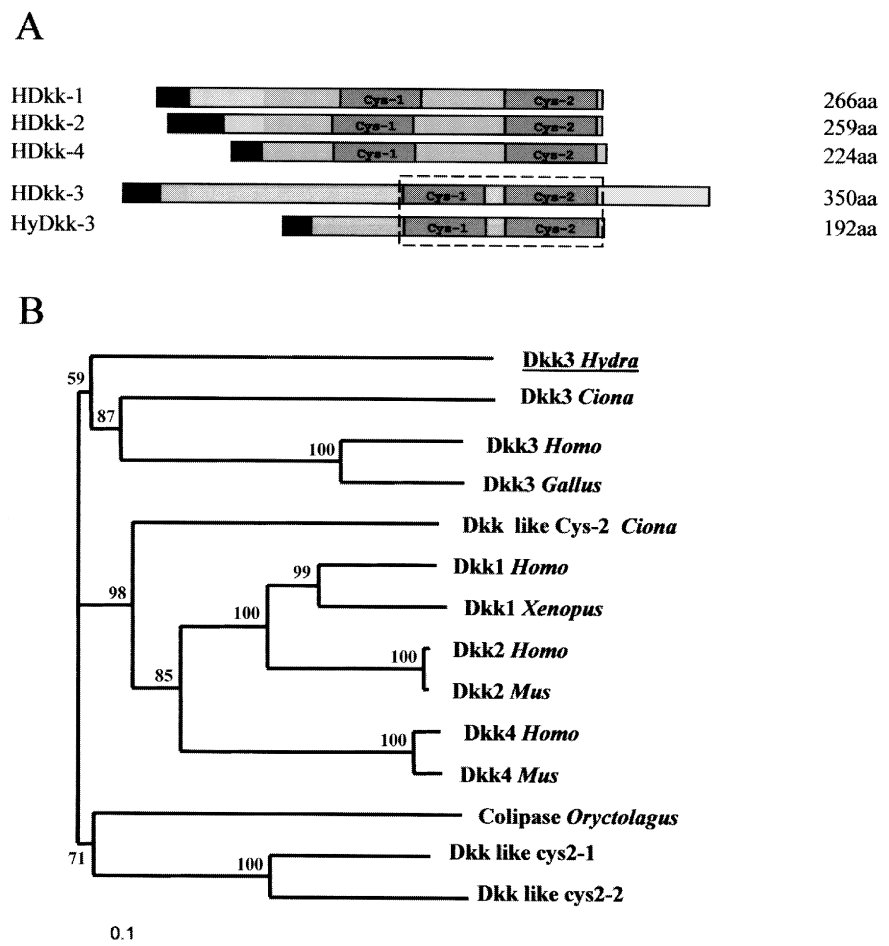 A
HDkk-1 Cys-1 Cys-2 266aa
HDkk-2 Cys-1 Cys-2 259aa
HDkk-4 Cys-1 Cys-2 224aa
HDkk-3 Cys-1 Cys-2 350aa
HyDkk-3 Cys-1 Cys-2 192aa
B
Dkk3 Hydra
59
Dkk3 Ciona
87
Dkk3 Homo
100
Dkk3 Gallus
Dkk like Cys-2 Ciona
Dkk1 Homo
99
98
Dkk1 Xenopus
100
Dkk2 Homo
100
85
Dkk2 Mus
Dkk4 Homo
100
Dkk4 Mus
Colipase Oryctolagus
71
Dkk like cys2-1
100
Dkk like cys2-2
0.1